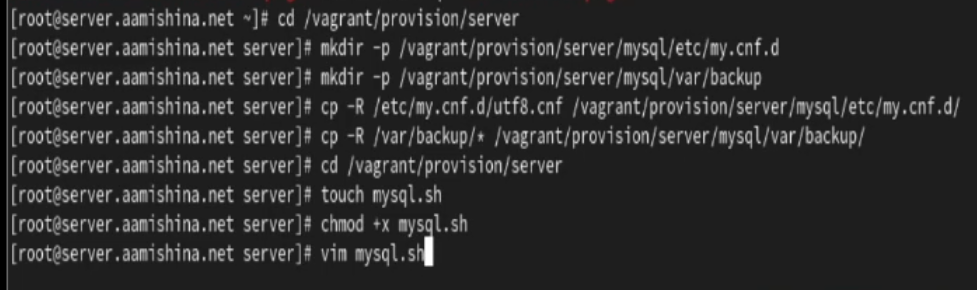 [root@server.aamishina.net ~]# cd /vagrant/provision/server
[root@server.aamishina.net server]# mkdir -p /vagrant/provision/server/mysql/etc/my.cnf.d
[root@server.aamishina.net server]# mkdir -p /vagrant/provision/server/mysql/var/backup
[root@server.aamishina.net server]# cp -R /etc/my.cnf.d/utf8.cnf /vagrant/provision/server/mysql/etc/my.cnf.d/
[root@server.aamishina.net server]# cp -R /var/backup/* /vagrant/provision/server/mysql/var/backup/
[root@server.aamishina.net server]# cd /vagrant/provision/server
[root@server.aamishina.net server]# touch mysql.sh
[root@server.aamishina.net server]# chmod +x mysql.sh
[root@server.aamishina.net server]# vim mysql.sh